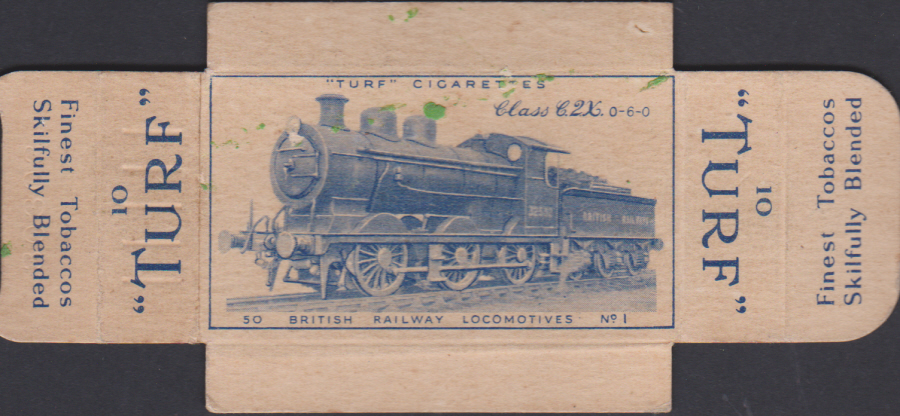 Finest Tobaccos
Skilfully Blended
10
"TURF"
"TURF" CIGARETTES
Class C.2X. 0-6-0
BRITISH RAILWAYS
50 BRITISH RAILWAY LOCOMOTIVES Nº 1
"TURF"
10
Finest Tobaccos
Skilfully Blended